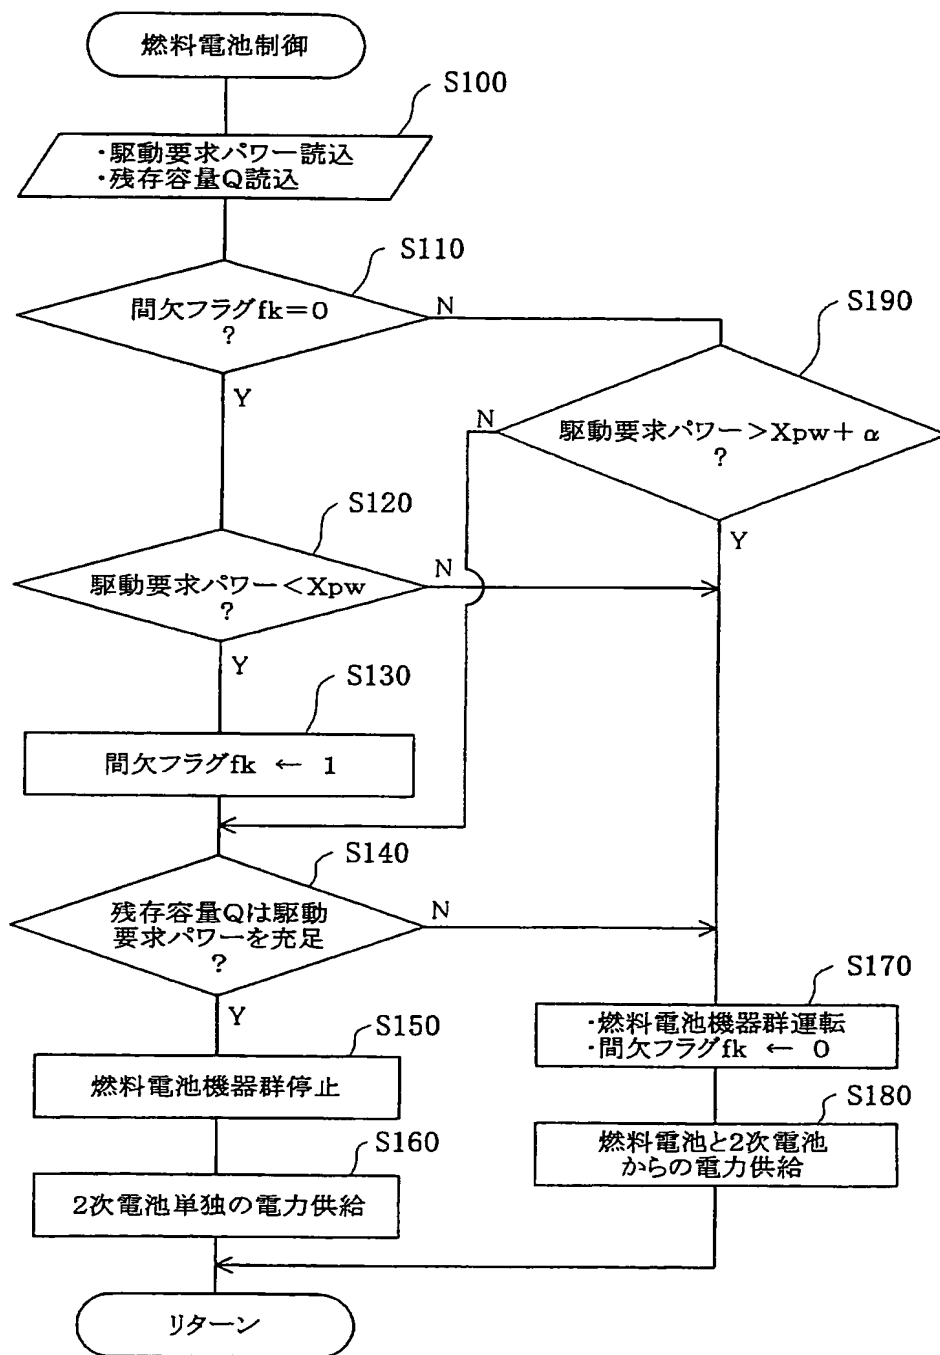 燃料電池制御
S100
・駆動要求パワー読込
・残存容量Q読込
S110
間欠フラグfk=0
?
N
Y
S190
駆動要求パワー>Xpw+α
?
N
Y
S120
駆動要求パワー<Xpw
?
N
Y
S130
間欠フラグfk ← 1
S140
残存容量Qは駆動
要求パワーを充足
?
N
Y
S150
燃料電池機器群停止
S160
2次電池単独の電力供給
S170
・燃料電池機器群運転
・間欠フラグfk ← 0
S180
燃料電池と2次電池
からの電力供給
リターン